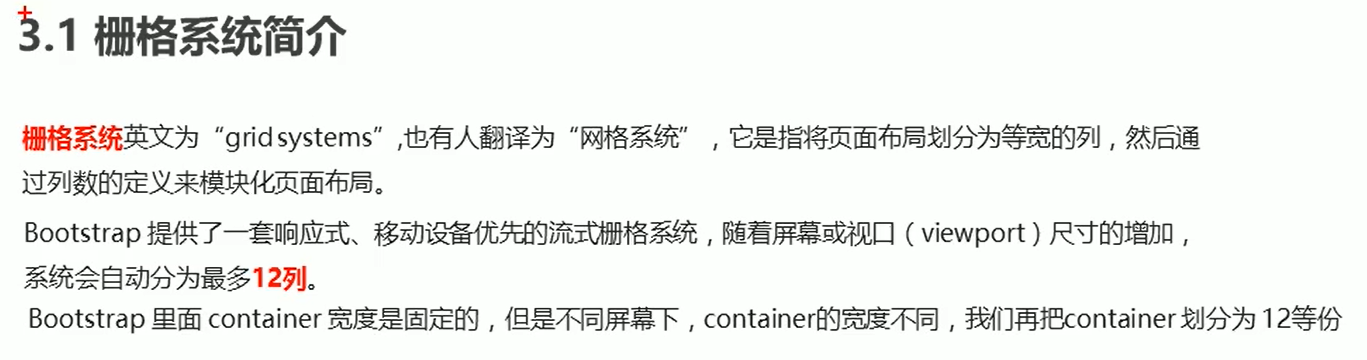 3.1 栅格系统简介
栅格系统英文为“grid systems”,也有人翻译为“网格系统”，它是指将页面布局划分为等宽的列，然后通
过列数的定义来模块化页面布局。
Bootstrap 提供了一套响应式、移动设备优先的流式栅格系统，随着屏幕或视口（viewport）尺寸的增加，
系统会自动分为最多12列。
Bootstrap 里面 container 宽度是固定的，但是不同屏幕下，container的宽度不同，我们再把container 划分为 12等份